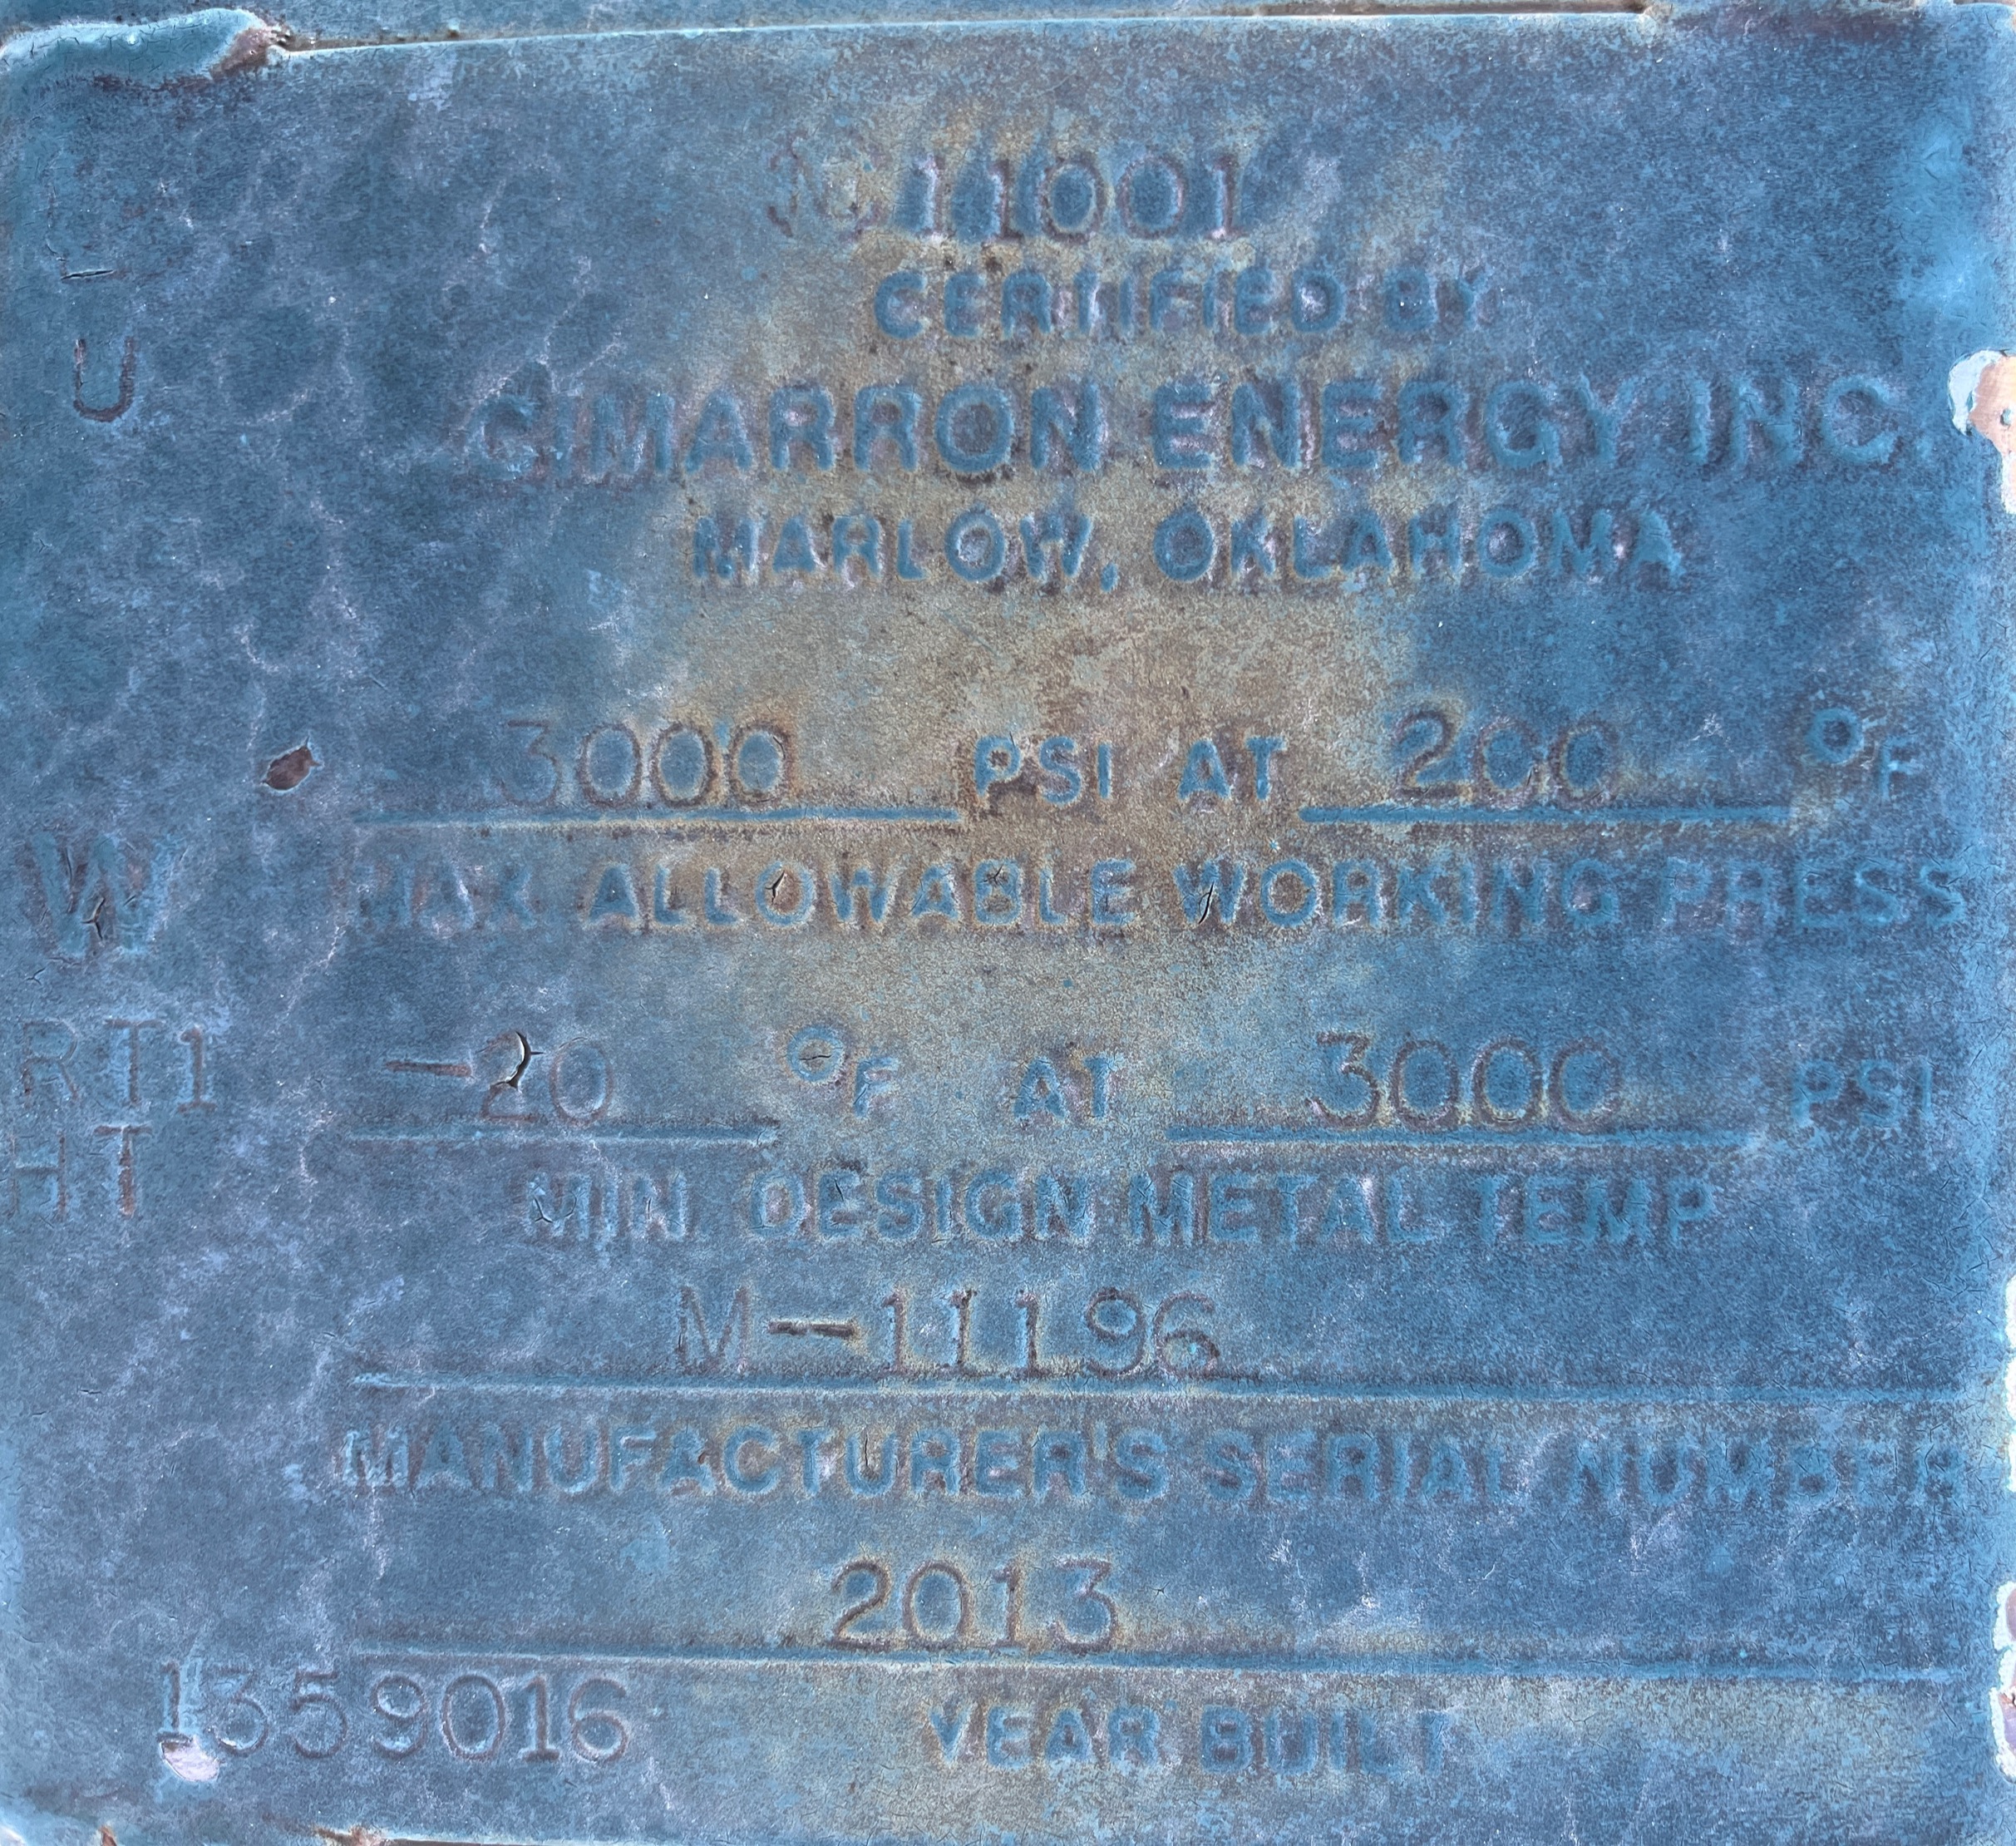 11001
CERTIFIED BY
U
CIMARRON ENERGY INC.
MARLOW, OKLAHOMA
3000 PSI AT 200 °F
W MAX. ALLOWABLE WORKING PRESS
RT1 -20 °F AT 3000 PSI
HT MIN. DESIGN METAL TEMP
M-11196
MANUFACTURER'S SERIAL NUMBER
2013
1359016 YEAR BUILT